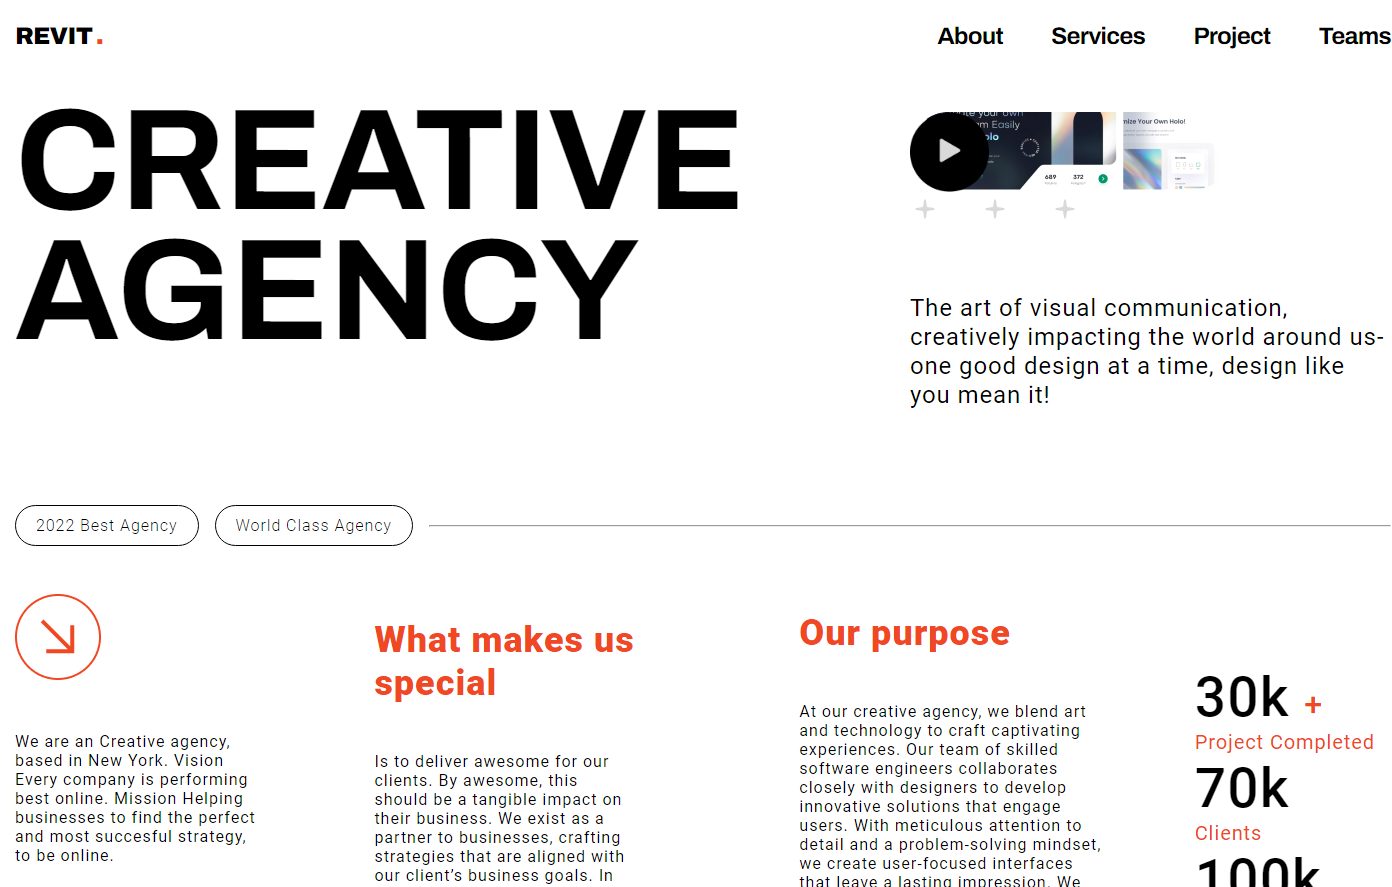 REVIT.
About Services Project Teams
CREATIVE
AGENCY
am Easily
olo
689 372
mize Your Own Holo!
The art of visual communication,
creatively impacting the world around us-
one good design at a time, design like
you mean it!
2022 Best Agency
World Class Agency
We are an Creative agency,
based in New York. Vision
Every company is performing
best online. Mission Helping
businesses to find the perfect
and most succesful strategy,
to be online.
What makes us
special
Is to deliver awesome for our
clients. By awesome, this
should be a tangible impact on
their business. We exist as a
partner to businesses, crafting
strategies that are aligned with
our client’s business goals. In
Our purpose
At our creative agency, we blend art
and technology to craft captivating
experiences. Our team of skilled
software engineers collaborates
closely with designers to develop
innovative solutions that engage
users. With meticulous attention to
detail and a problem-solving mindset,
we create user-focused interfaces
that leave a lasting impression. We
30k +
Project Completed
70k
Clients
100k